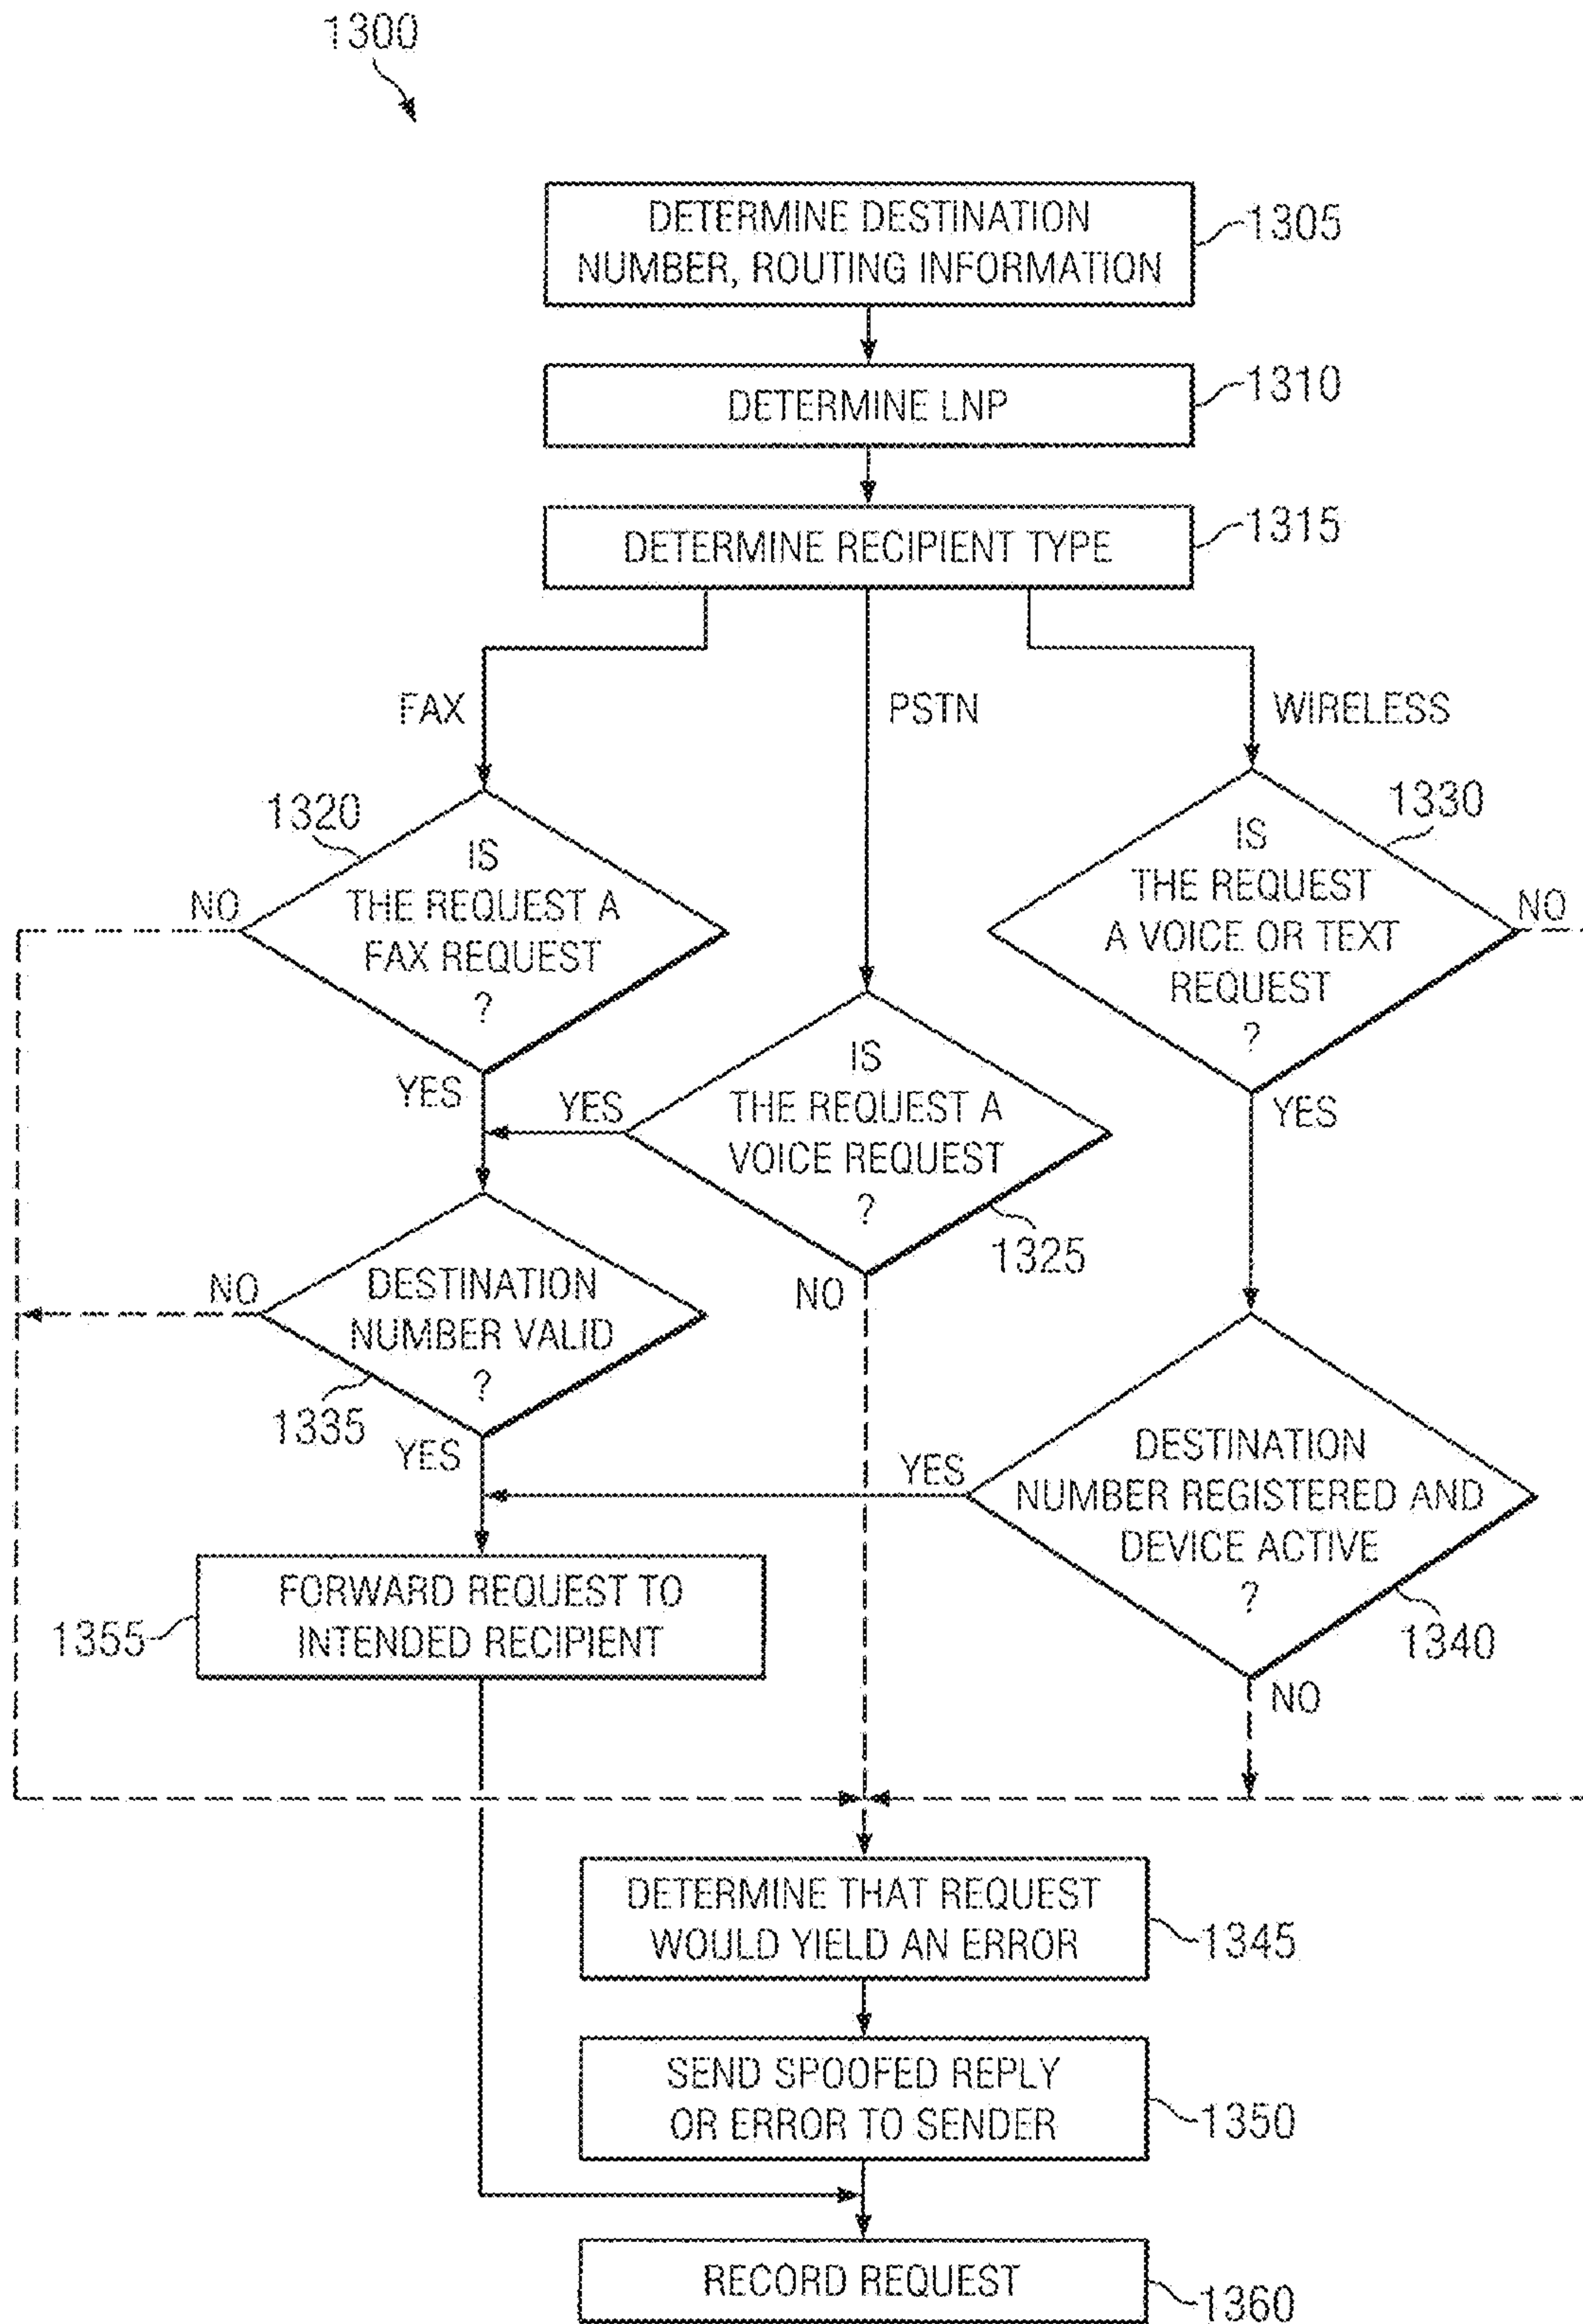 1300
DETERMINE DESTINATION
NUMBER, ROUTING INFORMATION
1305
DETERMINE LNP
1310
DETERMINE RECIPIENT TYPE
1315
FAX
PSTN
WIRELESS
1320
IS
THE REQUEST A
FAX REQUEST
?
NO
YES
1330
IS
THE REQUEST
A VOICE OR TEXT
REQUEST
?
NO
YES
IS
THE REQUEST A
VOICE REQUEST
?
YES
1325
NO
DESTINATION
NUMBER VALID
?
NO
1335
YES
DESTINATION
NUMBER REGISTERED AND
DEVICE ACTIVE
?
YES
1340
NO
FORWARD REQUEST TO
INTENDED RECIPIENT
1355
DETERMINE THAT REQUEST
WOULD YIELD AN ERROR
1345
SEND SPOOFED REPLY
OR ERROR TO SENDER
1350
RECORD REQUEST
1360